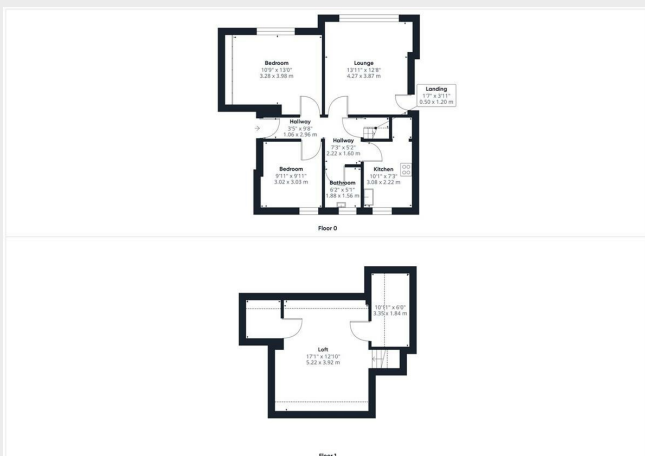 Bedroom
10'9" x 13'0"
3.28 x 3.98 m
Lounge
13'11" x 12'8"
4.27 x 3.87 m
Landing
1'7" x 3'11"
0.50 x 1.20 m
Hallway
3'5" x 9'8"
1.06 x 2.96 m
Hallway
7'3" x 5'2"
2.22 x 1.60 m
Bedroom
9'11" x 9'11"
3.02 x 3.03 m
Bathroom
6'2" x 5'1"
1.88 x 1.56 m
Kitchen
10'1" x 7'3"
3.08 x 2.22 m
Floor 0
10'11" x 6'0"
3.35 x 1.84 m
Loft
17'1" x 12'10"
5.22 x 3.92 m
Floor 1